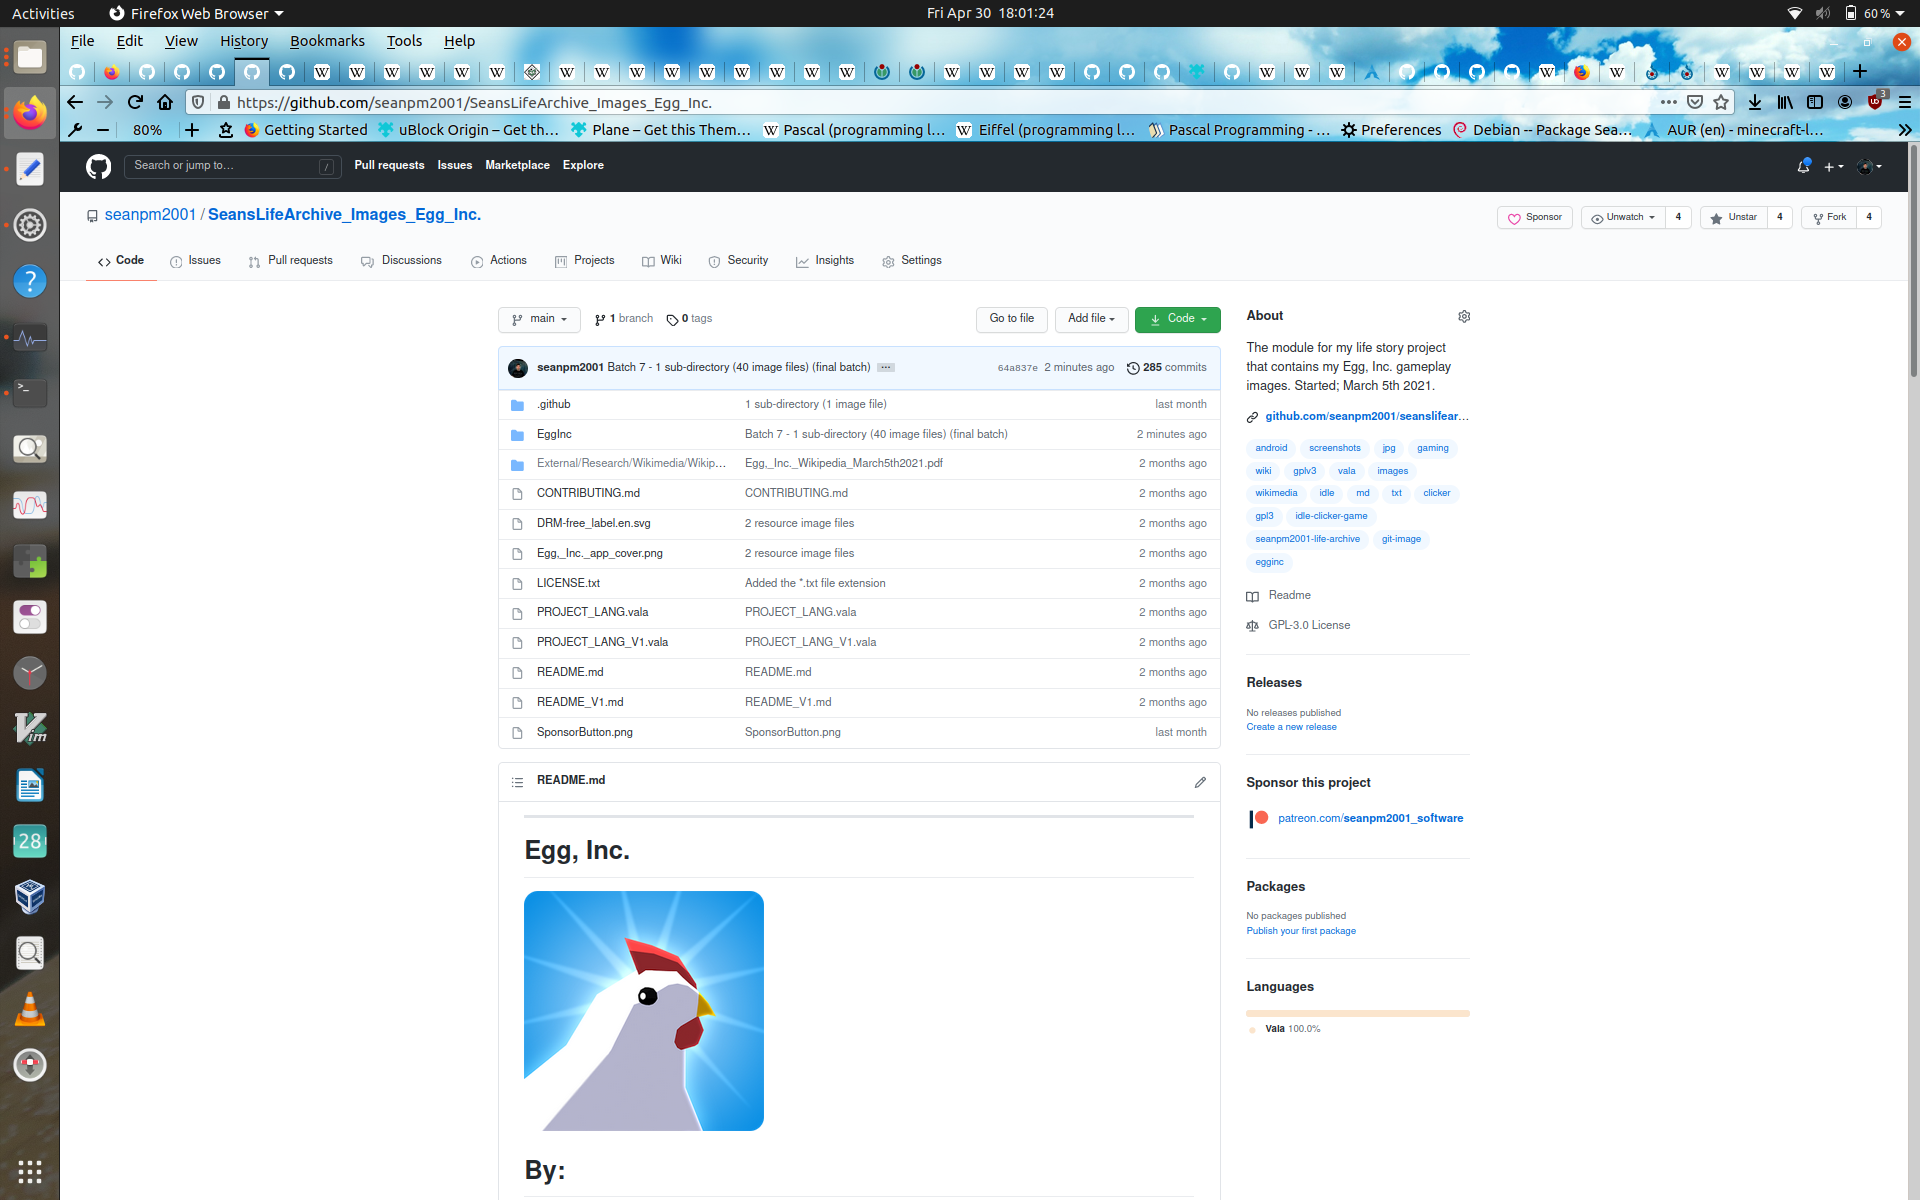 Activities Firefox Web Browser Fri Apr 30 18:01:24 60 %
File Edit View History Bookmarks Tools Help
https://github.com/seanpm2001/SeansLifeArchive_Images_Egg_Inc. 3
80% Getting Started uBlock Origin – Get th… Plane – Get this Them… Pascal (programming l… Eiffel (programming l… Pascal Programming - … Preferences Debian -- Package Sea… AUR (en) - minecraft-l…
Search or jump to… / Pull requests Issues Marketplace Explore
seanpm2001 / SeansLifeArchive_Images_Egg_Inc. Sponsor Unwatch 4 Unstar 4 Fork 4
Code Issues Pull requests Discussions Actions Projects Wiki Security Insights Settings
main 1 branch 0 tags Go to file Add file Code
seanpm2001 Batch 7 - 1 sub-directory (40 image files) (final batch) … 64a837e 2 minutes ago 285 commits
.github 1 sub-directory (1 image file) last month
EggInc Batch 7 - 1 sub-directory (40 image files) (final batch) 2 minutes ago
External/Research/Wikimedia/Wikip… Egg,_Inc._Wikipedia_March5th2021.pdf 2 months ago
CONTRIBUTING.md CONTRIBUTING.md 2 months ago
DRM-free_label.en.svg 2 resource image files 2 months ago
Egg,_Inc._app_cover.png 2 resource image files 2 months ago
LICENSE.txt Added the *.txt file extension 2 months ago
PROJECT_LANG.vala PROJECT_LANG.vala 2 months ago
PROJECT_LANG_V1.vala PROJECT_LANG_V1.vala 2 months ago
README.md README.md 2 months ago
README_V1.md README_V1.md 2 months ago
SponsorButton.png SponsorButton.png last month
README.md
Egg, Inc.
By:
About
The module for my life story project
that contains my Egg, Inc. gameplay
images. Started; March 5th 2021.
github.com/seanpm2001/seanslifear…
android screenshots jpg gaming
wiki gplv3 vala images
wikimedia idle md txt clicker
gpl3 idle-clicker-game
seanpm2001-life-archive git-image
egginc
Readme
GPL-3.0 License
Releases
No releases published
Create a new release
Sponsor this project
patreon.com/seanpm2001_software
Packages
No packages published
Publish your first package
Languages
Vala 100.0%
28